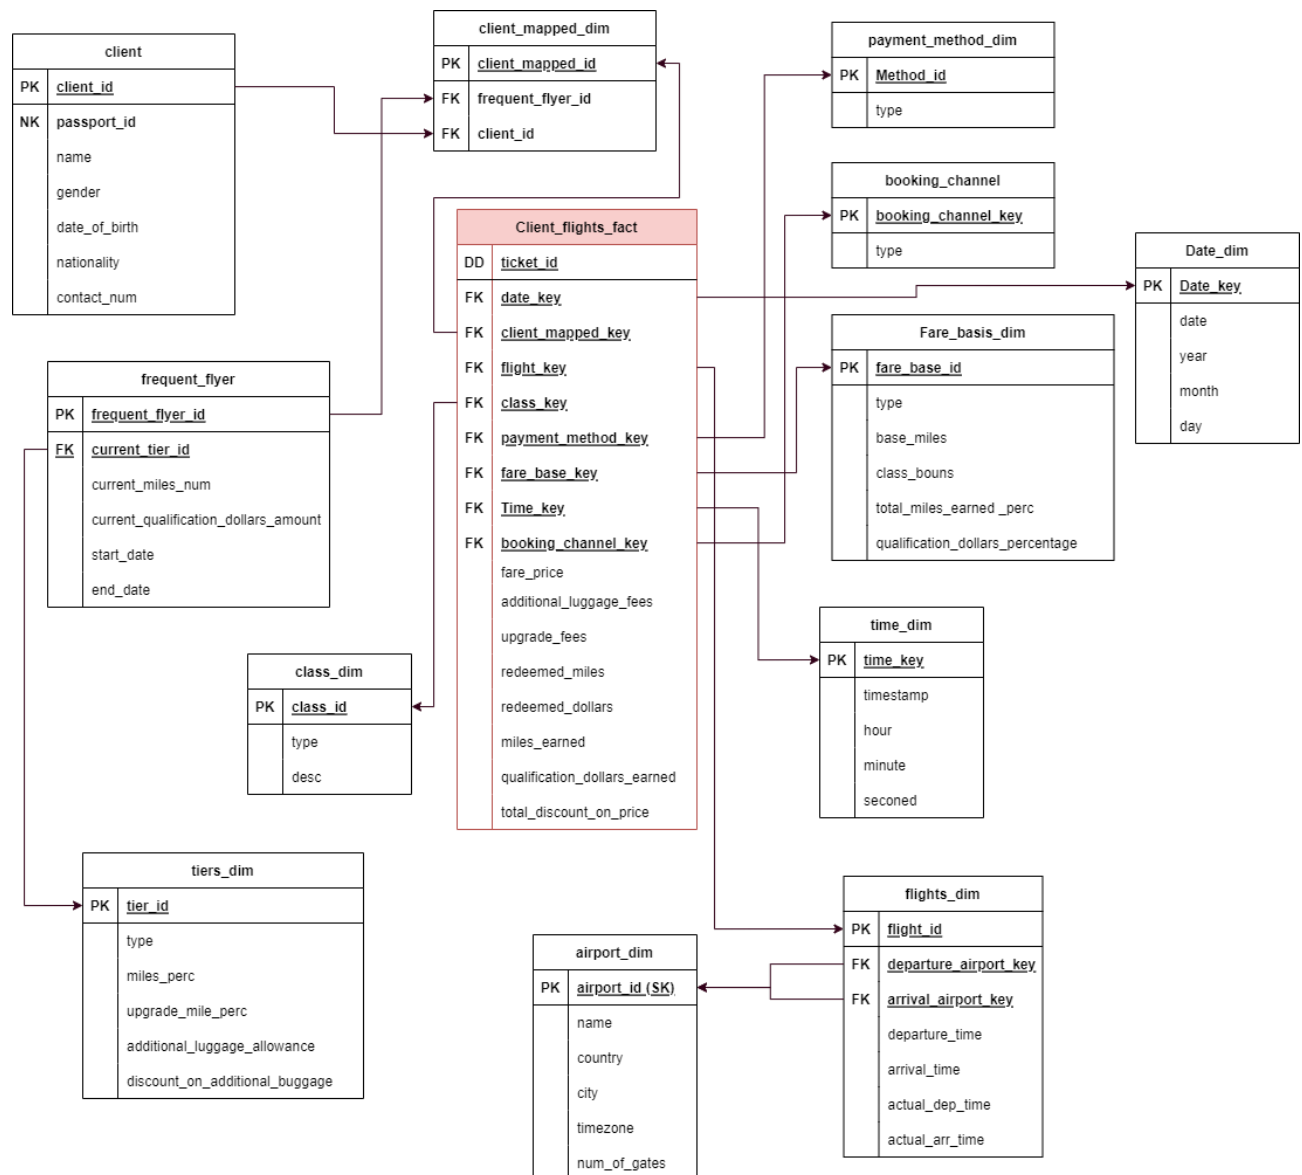 client
PK client_id
NK passport_id
name
gender
date_of_birth
nationality
contact_num
client_mapped_dim
PK client_mapped_id
FK frequent_flyer_id
FK client_id
payment_method_dim
PK Method_id
type
booking_channel
PK booking_channel_key
type
Date_dim
PK Date_key
date
year
month
day
Client_flights_fact
DD ticket_id
FK date_key
FK client_mapped_key
FK flight_key
FK class_key
FK payment_method_key
FK fare_base_key
FK Time_key
FK booking_channel_key
fare_price
additional_luggage_fees
upgrade_fees
redeemed_miles
redeemed_dollars
miles_earned
qualification_dollars_earned
total_discount_on_price
Fare_basis_dim
PK fare_base_id
type
base_miles
class_bouns
total_miles_earned _perc
qualification_dollars_percentage
frequent_flyer
PK frequent_flyer_id
FK current_tier_id
current_miles_num
current_qualification_dollars_amount
start_date
end_date
class_dim
PK class_id
type
desc
time_dim
PK time_key
timestamp
hour
minute
seconed
tiers_dim
PK tier_id
type
miles_perc
upgrade_mile_perc
additional_luggage_allowance
discount_on_additional_buggage
airport_dim
PK airport_id (SK)
name
country
city
timezone
num_of_gates
flights_dim
PK flight_id
FK departure_airport_key
FK arrival_airport_key
departure_time
arrival_time
actual_dep_time
actual_arr_time